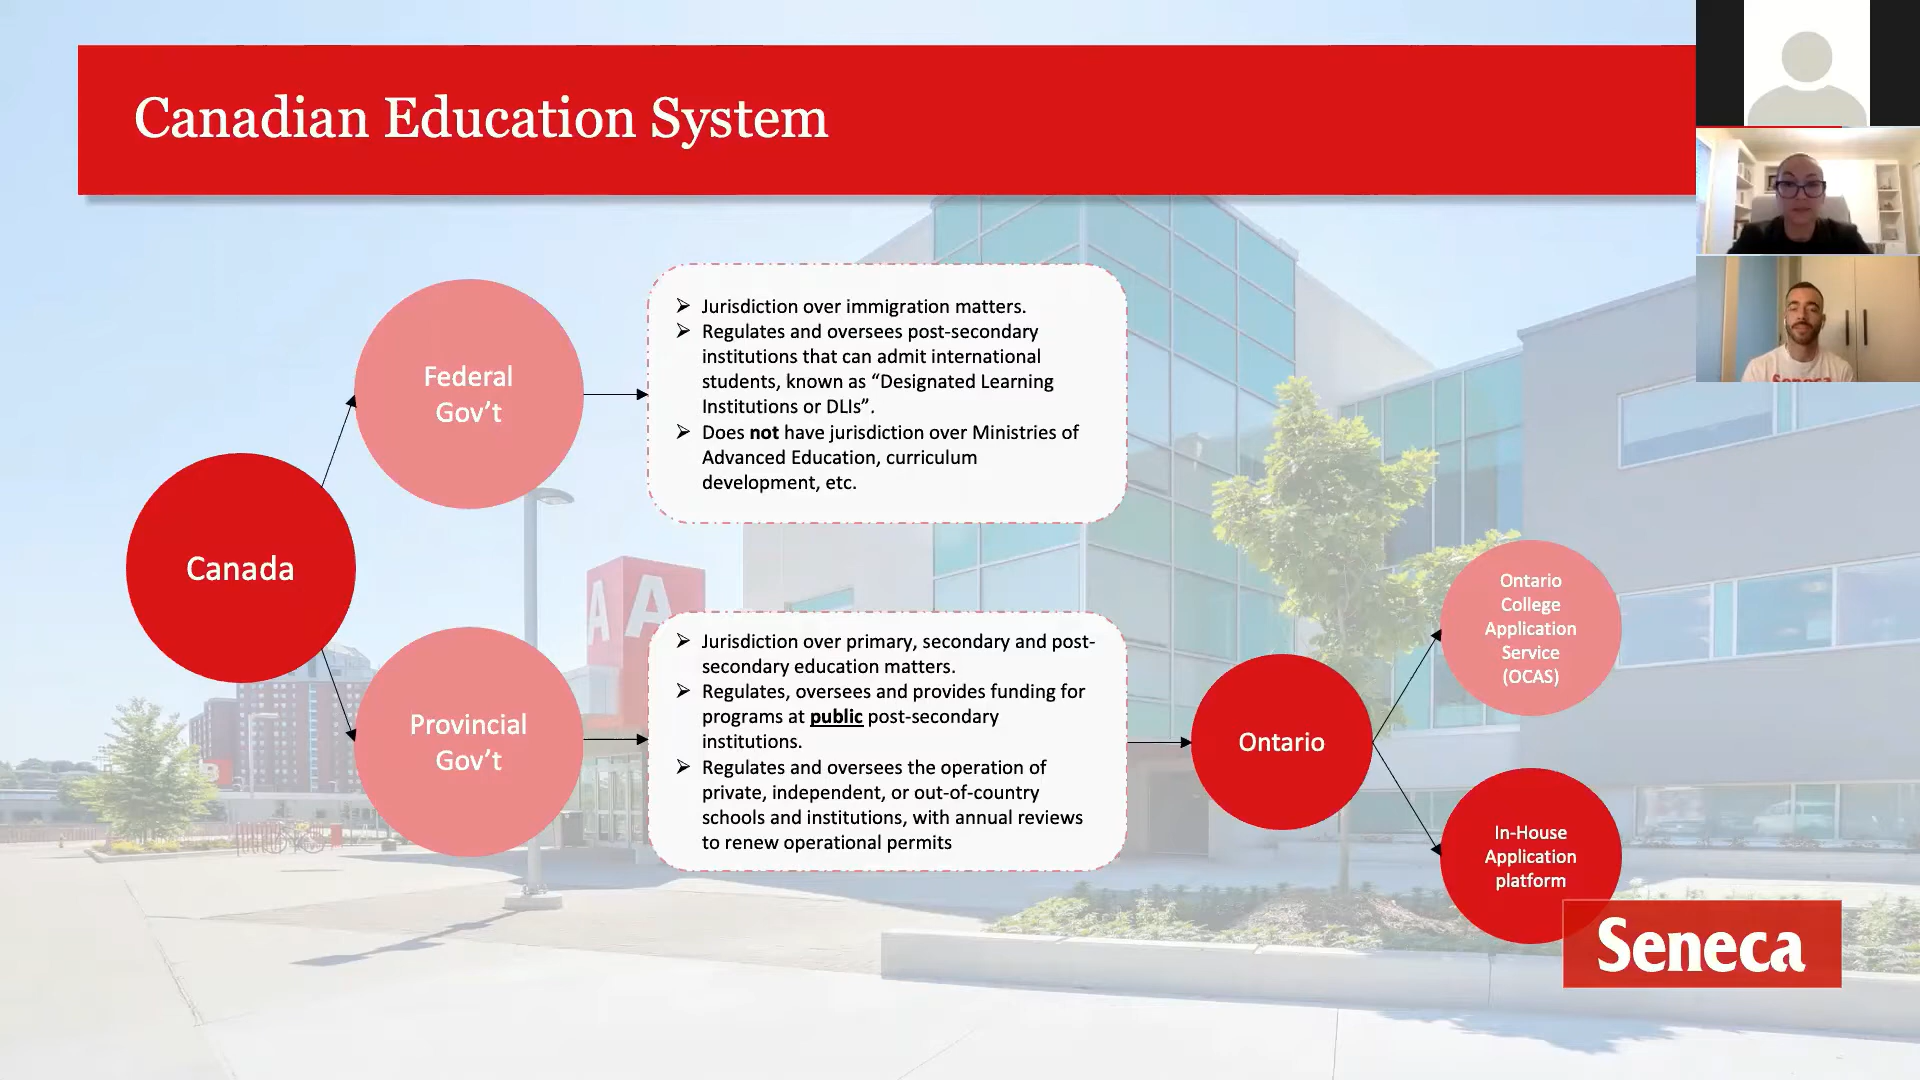 Canadian Education System
Canada
Federal
Gov’t
➢ Jurisdiction over immigration matters.
➢ Regulates and oversees post-secondary
institutions that can admit international
students, known as “Designated Learning
Institutions or DLIs”.
➢ Does not have jurisdiction over Ministries of
Advanced Education, curriculum
development, etc.
Provincial
Gov’t
➢ Jurisdiction over primary, secondary and post-
secondary education matters.
➢ Regulates, oversees and provides funding for
programs at public post-secondary
institutions.
➢ Regulates and oversees the operation of
private, independent, or out-of-country
schools and institutions, with annual reviews
to renew operational permits
Ontario
Ontario
College
Application
Service
(OCAS)
In-House
Application
platform
Seneca
A A
Seneca